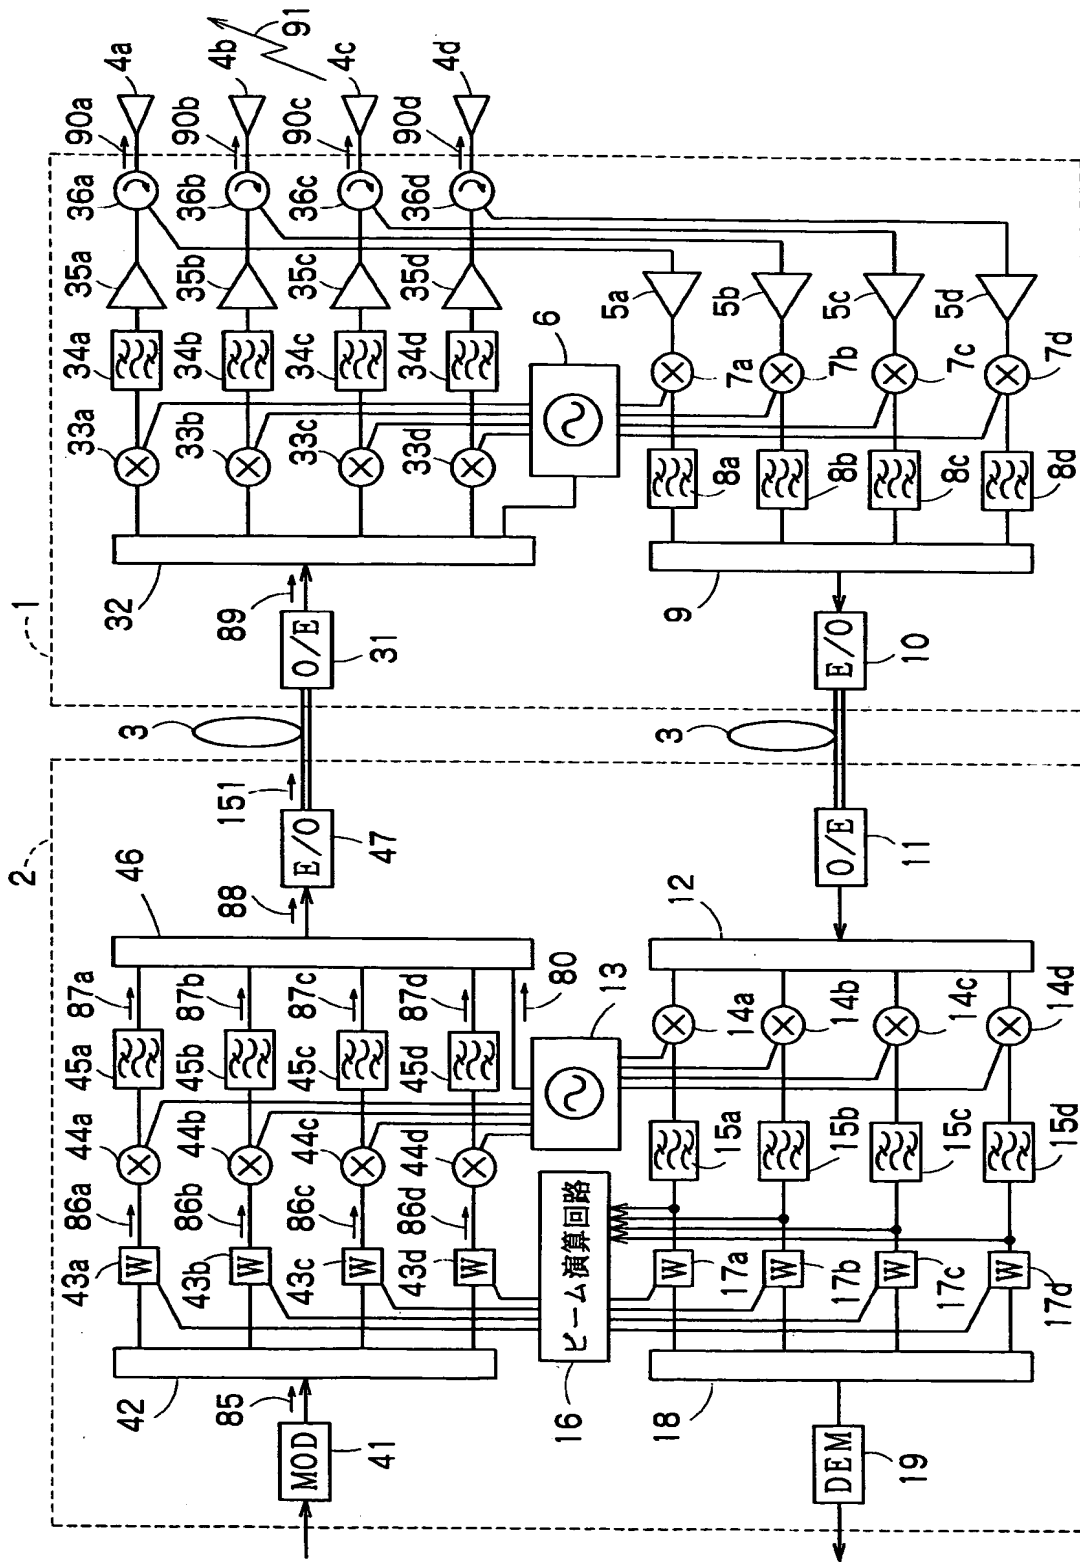 2
1
MOD
41
85
42
43a
43b
43c
43d
W
W
W
W
86a
86b
86c
86d
44a
44b
44c
44d
45a
45b
45c
45d
87a
87b
87c
87d
80
46
88
E/O
47
151
3
O/E
31
89
32
33a
33b
33c
33d
34a
34b
34c
34d
35a
35b
35c
35d
36a
36b
36c
36d
90a
90b
90c
90d
4a
4b
4c
4d
91
ビーム演算回路
16
13
6
DEM
19
18
W
W
W
W
17a
17b
17c
17d
15a
15b
15c
15d
14a
14b
14c
14d
12
O/E
11
3
E/O
10
9
8a
8b
8c
8d
7a
7b
7c
7d
5a
5b
5c
5d